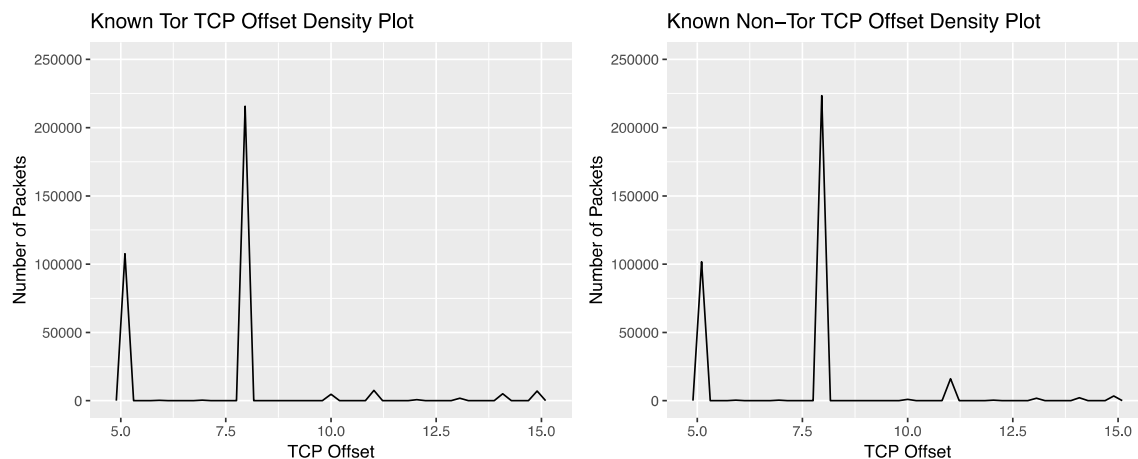 Known Tor TCP Offset Density Plot
250000
200000
150000
100000
50000
0
Number of Packets
5.0 7.5 10.0 12.5 15.0
TCP Offset
Known Non−Tor TCP Offset Density Plot
250000
200000
150000
100000
50000
0
Number of Packets
5.0 7.5 10.0 12.5 15.0
TCP Offset